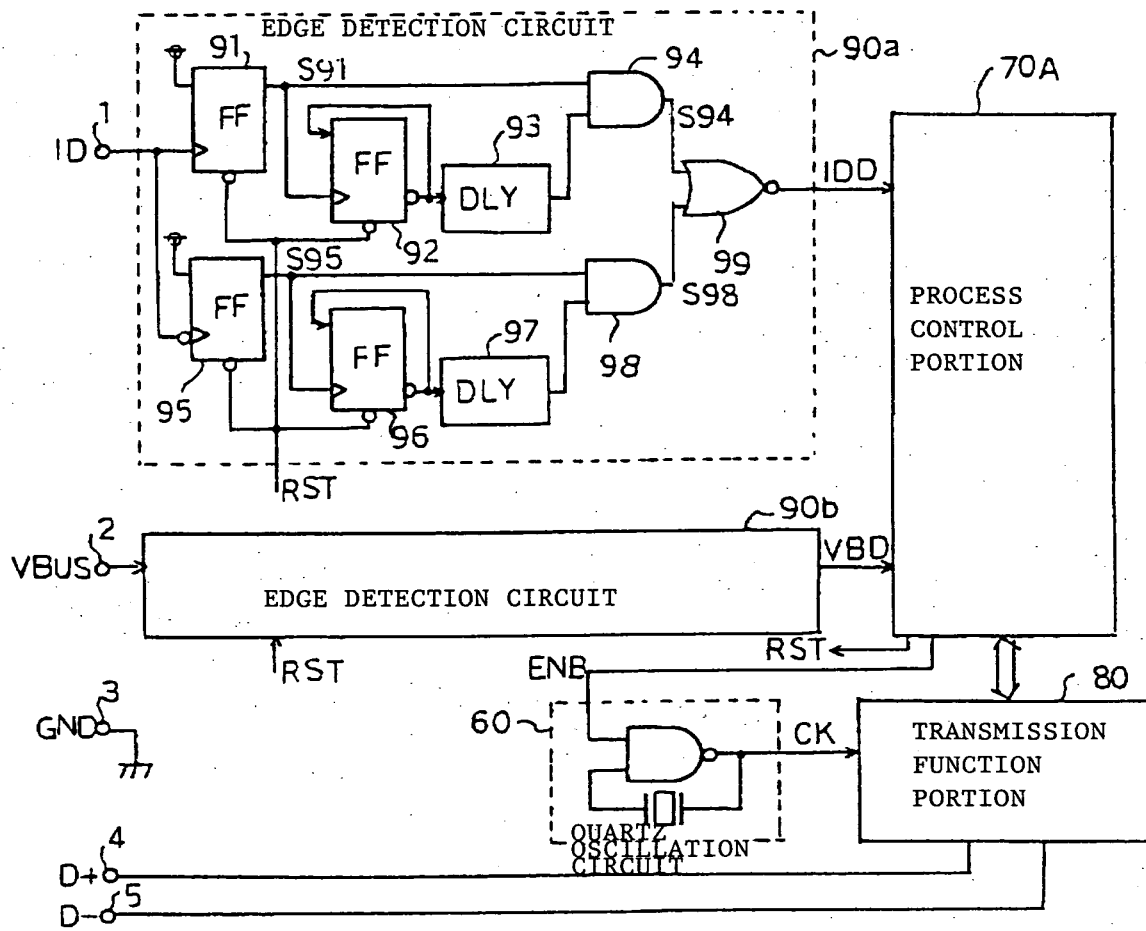 EDGE DETECTION CIRCUIT
90a
91
S91
94
70A
FF
1
ID
93
S94
FF
DLY
IDD
92
99
S95
S98
FF
97
98
PROCESS
CONTROL
PORTION
FF
DLY
95
96
RST
90b
2
VBUS
VBD
EDGE DETECTION CIRCUIT
RST
RST
ENB
80
3
GND
60
CK
TRANSMISSION
FUNCTION
PORTION
QUARTZ
OSCILLATION
CIRCUIT
4
D+
5
D-